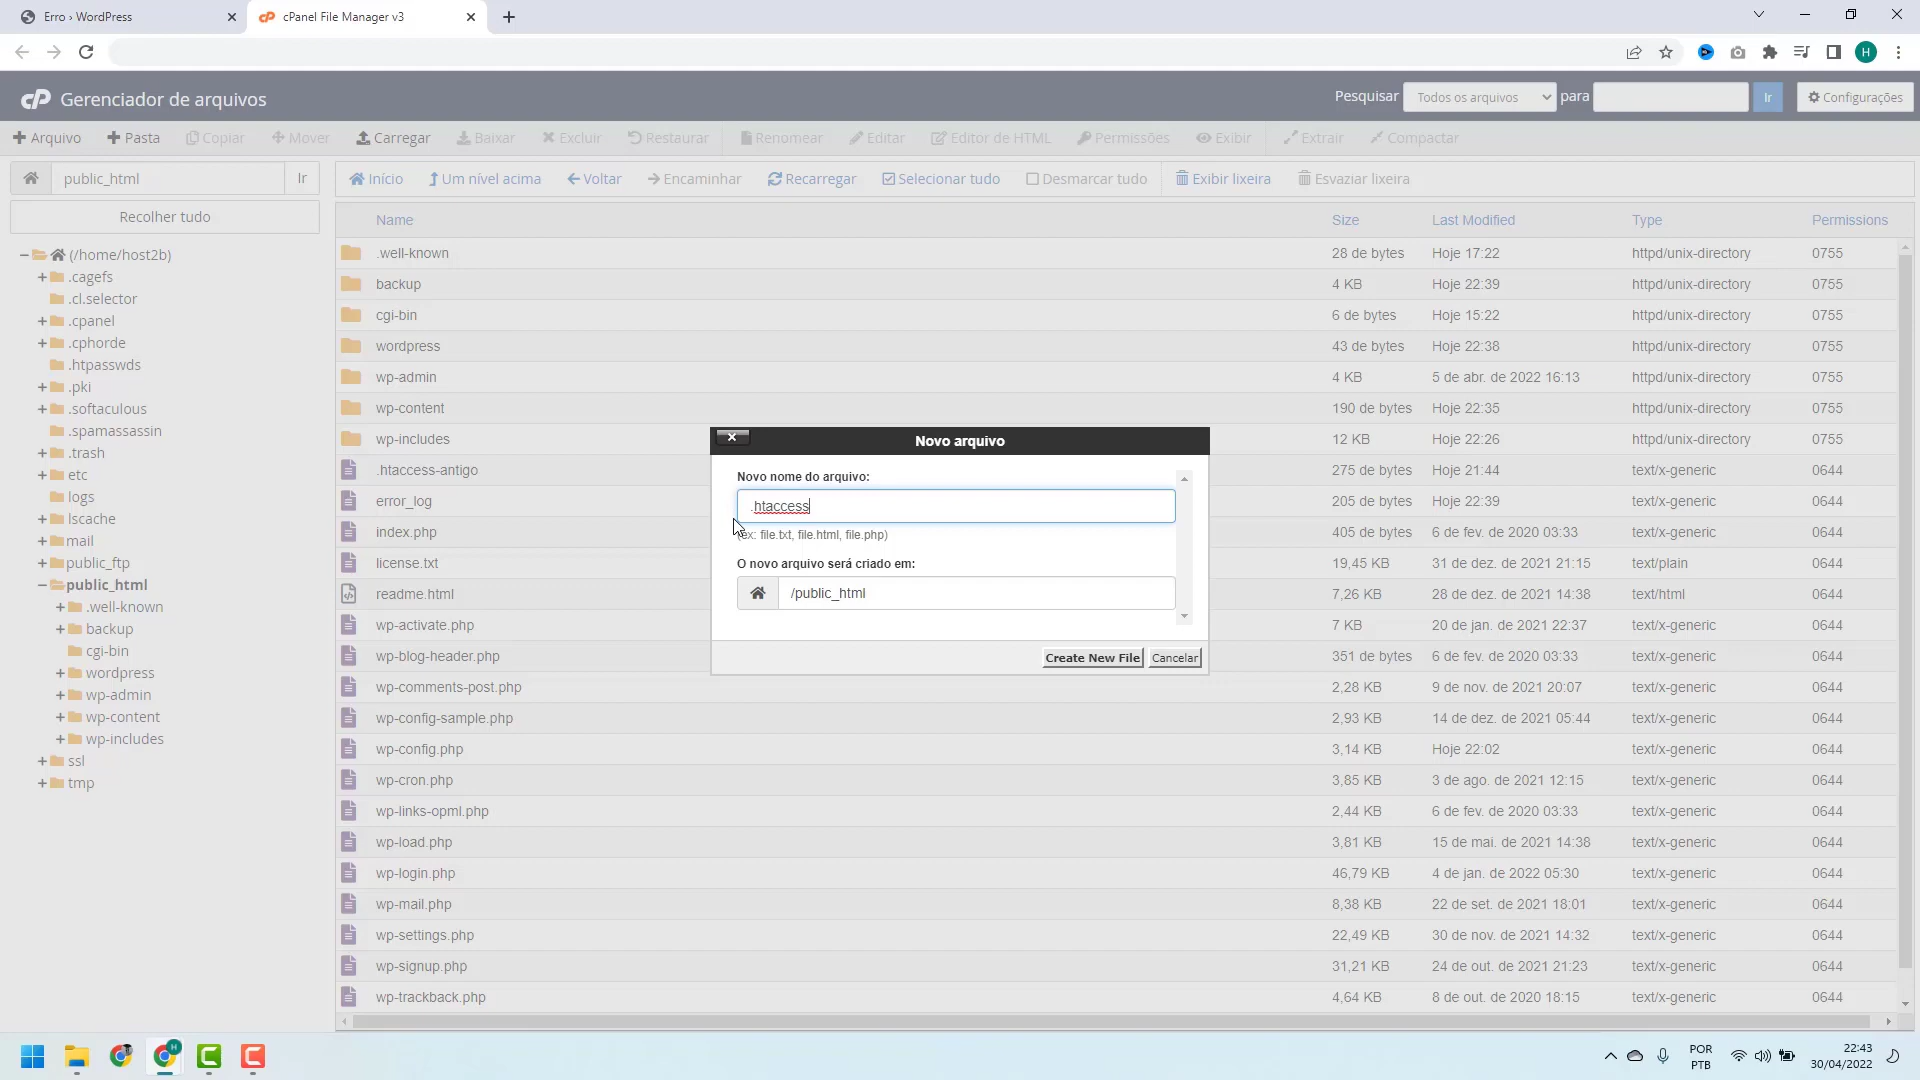 Erro › WordPress
cPanel File Manager v3
H
cP Gerenciador de arquivos
Pesquisar
Todos os arquivos
para
Ir
Configurações
Arquivo
Pasta
Copiar
Mover
Carregar
Baixar
Excluir
Restaurar
Renomear
Editar
Editor de HTML
Permissões
Exibir
Extrair
Compactar
public_html
Ir
Início
Um nível acima
Voltar
Encaminhar
Recarregar
Selecionar tudo
Desmarcar tudo
Exibir lixeira
Esvaziar lixeira
Recolher tudo
(/home/host2b)
.cagefs
.cl.selector
.cpanel
.cphorde
.htpasswds
.pki
.softaculous
.spamassassin
.trash
etc
logs
lscache
mail
public_ftp
public_html
.well-known
backup
cgi-bin
wordpress
wp-admin
wp-content
wp-includes
ssl
tmp
Name Size Last Modified Type Permissions
.well-known 28 de bytes Hoje 17:22 httpd/unix-directory 0755
backup 4 KB Hoje 22:39 httpd/unix-directory 0755
cgi-bin 6 de bytes Hoje 15:22 httpd/unix-directory 0755
wordpress 43 de bytes Hoje 22:38 httpd/unix-directory 0755
wp-admin 4 KB 5 de abr. de 2022 16:13 httpd/unix-directory 0755
wp-content 190 de bytes Hoje 22:35 httpd/unix-directory 0755
wp-includes 12 KB Hoje 22:26 httpd/unix-directory 0755
.htaccess-antigo 275 de bytes Hoje 21:44 text/x-generic 0644
error_log 205 de bytes Hoje 22:39 text/x-generic 0644
index.php 405 de bytes 6 de fev. de 2020 03:33 text/x-generic 0644
license.txt 19,45 KB 31 de dez. de 2021 21:15 text/plain 0644
readme.html 7,26 KB 28 de dez. de 2021 14:38 text/html 0644
wp-activate.php 7 KB 20 de jan. de 2021 22:37 text/x-generic 0644
wp-blog-header.php 351 de bytes 6 de fev. de 2020 03:33 text/x-generic 0644
wp-comments-post.php 2,28 KB 9 de nov. de 2021 20:07 text/x-generic 0644
wp-config-sample.php 2,93 KB 14 de dez. de 2021 05:44 text/x-generic 0644
wp-config.php 3,14 KB Hoje 22:02 text/x-generic 0644
wp-cron.php 3,85 KB 3 de ago. de 2021 12:15 text/x-generic 0644
wp-links-opml.php 2,44 KB 6 de fev. de 2020 03:33 text/x-generic 0644
wp-load.php 3,81 KB 15 de mai. de 2021 14:38 text/x-generic 0644
wp-login.php 46,79 KB 4 de jan. de 2022 05:30 text/x-generic 0644
wp-mail.php 8,38 KB 22 de set. de 2021 18:01 text/x-generic 0644
wp-settings.php 22,49 KB 30 de nov. de 2021 14:32 text/x-generic 0644
wp-signup.php 31,21 KB 24 de out. de 2021 21:23 text/x-generic 0644
wp-trackback.php 4,64 KB 8 de out. de 2020 18:15 text/x-generic 0644
Novo arquivo
Novo nome do arquivo:
.htaccess
(ex: file.txt, file.html, file.php)
O novo arquivo será criado em:
/public_html
Create New File
Cancelar
POR
PTB
22:43
30/04/2022